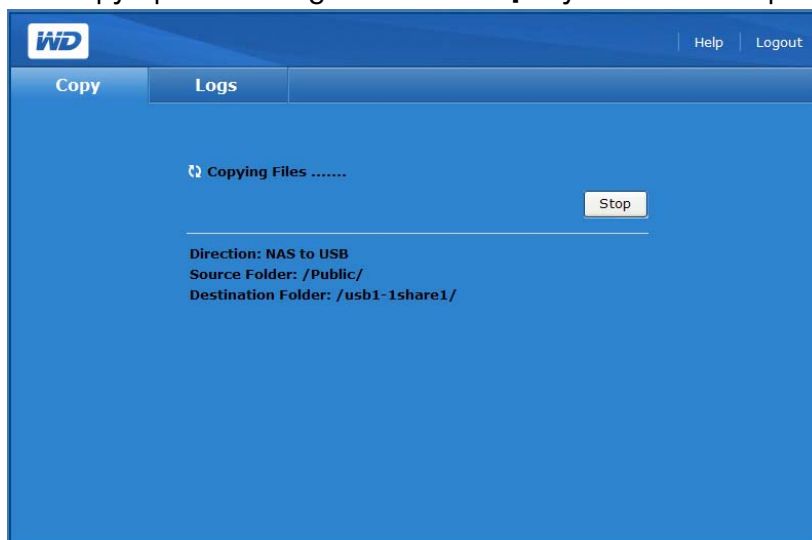 WD
Help
Logout
Copy
Logs
Copying Files .......
Stop
Direction: NAS to USB
Source Folder: /Public/
Destination Folder: /usb1-1share1/